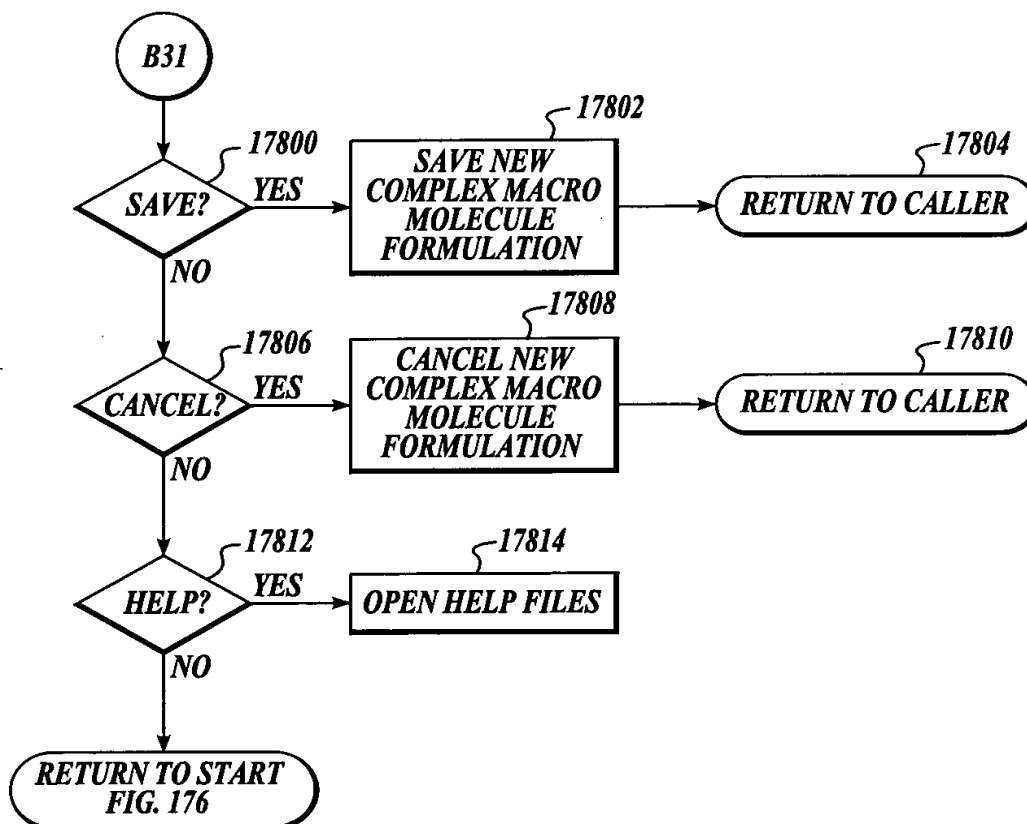 B31
17800
SAVE?
YES
NO
17802
SAVE NEW
COMPLEX MACRO
MOLECULE
FORMULATION
17804
RETURN TO CALLER
17806
CANCEL?
YES
NO
17808
CANCEL NEW
COMPLEX MACRO
MOLECULE
FORMULATION
17810
RETURN TO CALLER
17812
HELP?
YES
NO
17814
OPEN HELP FILES
RETURN TO START
FIG. 176